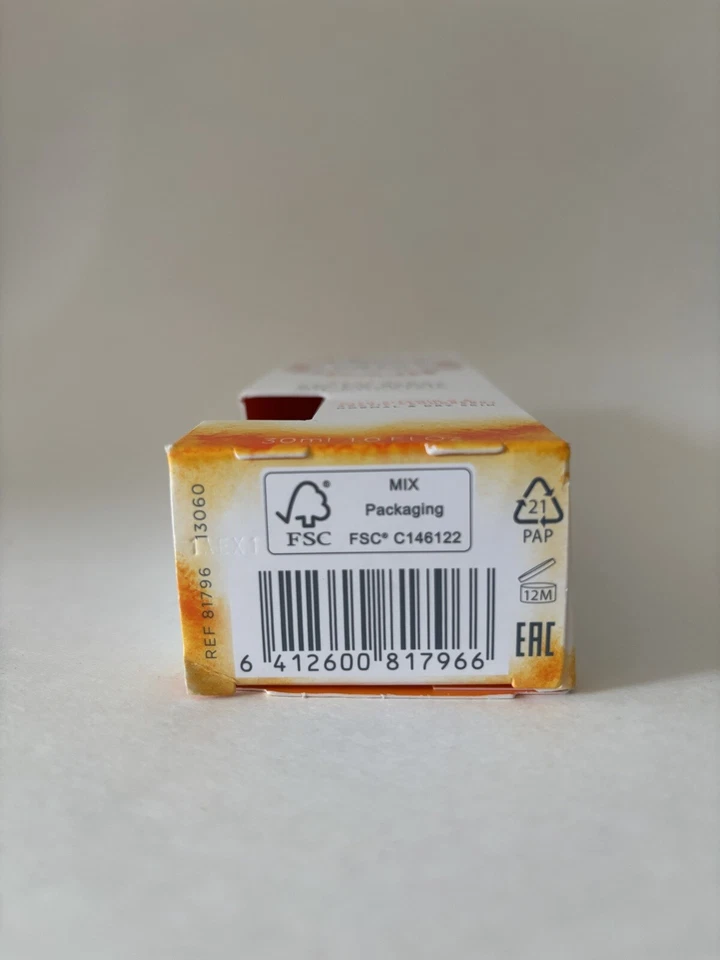 30ml 1.0 FL.Oz
MIX
Packaging
FSC® C146122
®
FSC
21
PAP
12M
EAC
REF 81796 13060
6 412600 817966